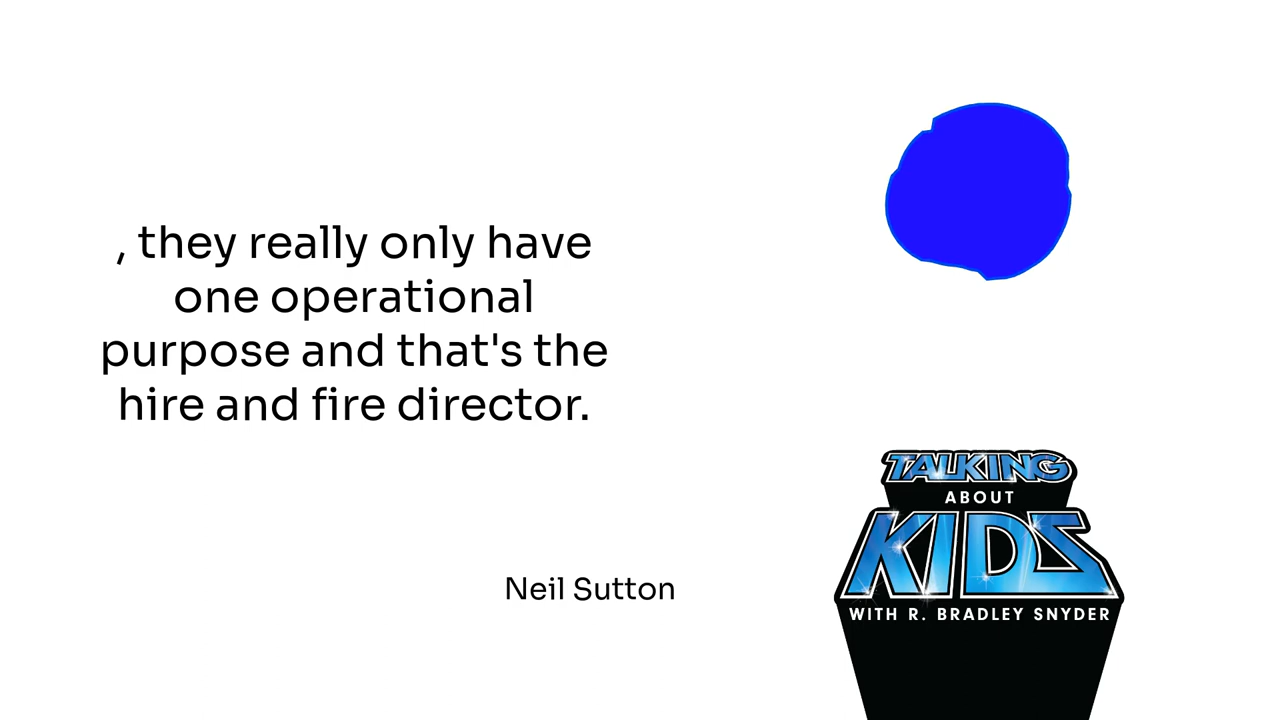 , they really only have
one operational
purpose and that's the
hire and fire director.
Neil Sutton
TALKING
ABOUT
KIDS
WITH R. BRADLEY SNYDER